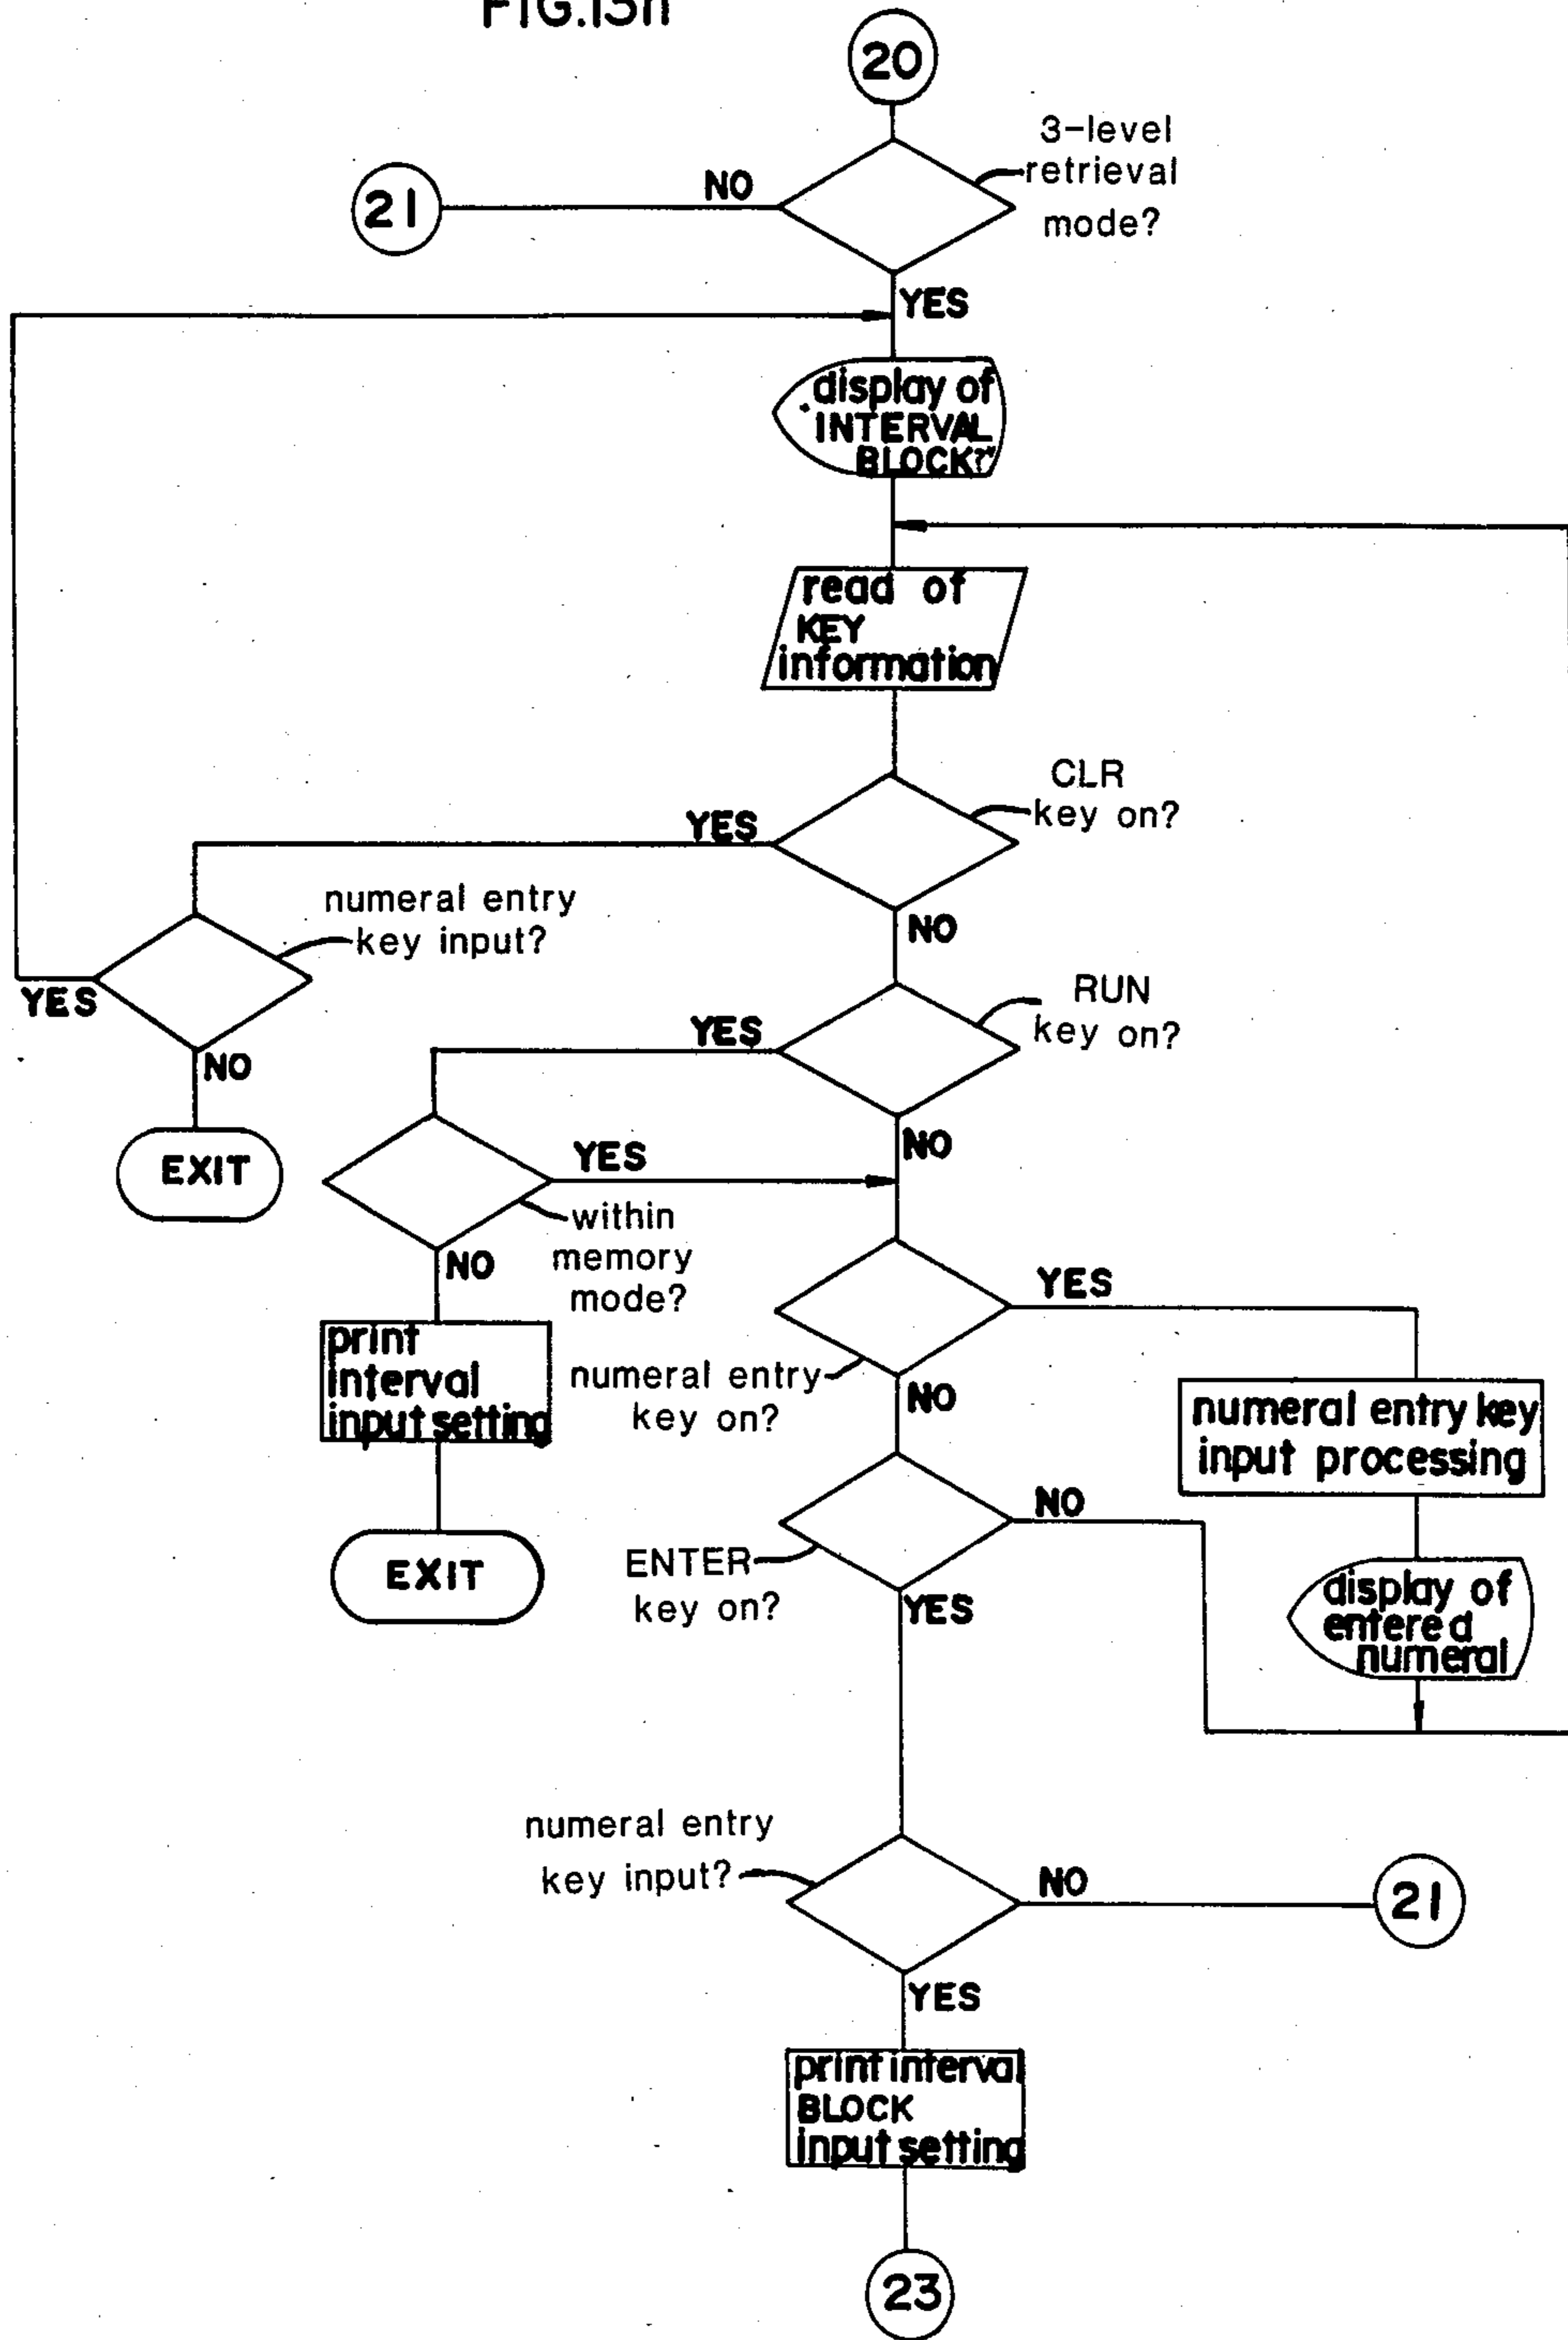 FIG.13n
20
3-level
retrieval
mode?
NO
21
YES
display of
"INTERVAL
BLOCK?"
read of
KEY
information
CLR
key on?
YES
numeral entry
key input?
NO
YES
RUN
key on?
YES
NO
NO
EXIT
YES
within
memory
mode?
NO
YES
print
interval
input setting
numeral entry
key on?
NO
numeral entry key
input processing
NO
ENTER
key on?
EXIT
YES
display of
entered
numeral
numeral entry
key input?
NO
21
YES
print interval
BLOCK
input setting
23